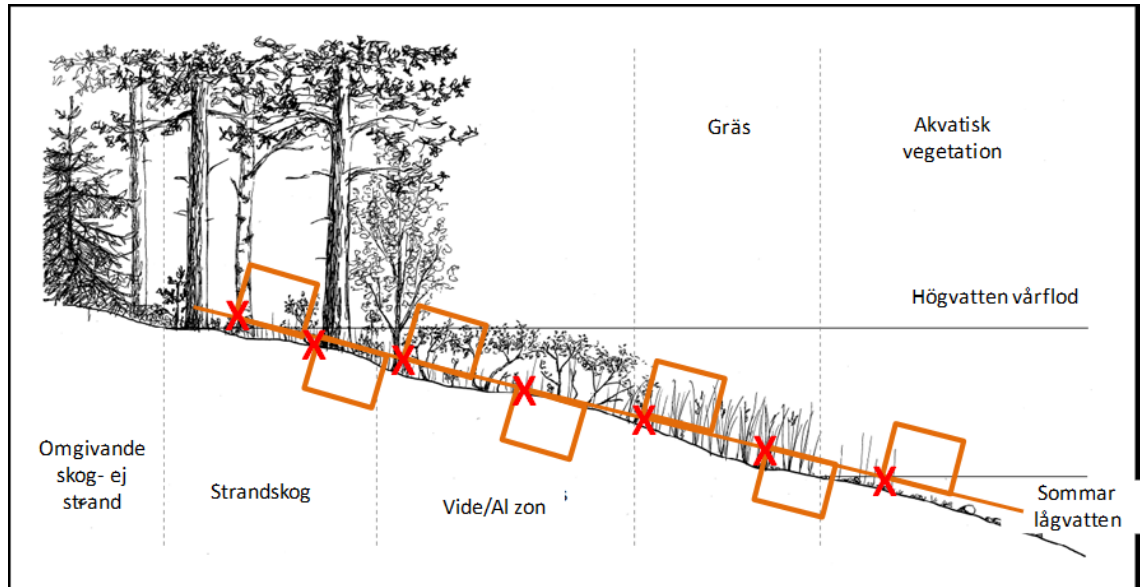 Gräs
Akvatisk
vegetation
Högvatten vårflod
Omgivande
skog- ej
strand
Strandskog
Vide/Al zon
Sommar
lågvatten
X
X
X
X
X
X
X